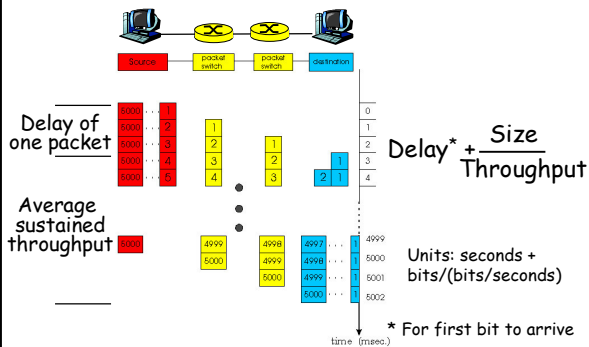 Source
packet
switch
packet
switch
destination
5000 · · · 1
5000 · · · 2
5000 · · · 3
5000 · · · 4
5000 · · · 5
1
2
3
4
1
2
3
1
2 1
0
1
2
3
4
Delay of
one packet
Delay* + Size
Throughput
Average
sustained
throughput
5000
4999
5000
4998
4999
5000
4997 · · · 1
4998 · · · 1
4999 · · · 1
5000 · · · 1
4999
5000
5001
5002
Units: seconds +
bits/(bits/seconds)
* For first bit to arrive
time (msec.)